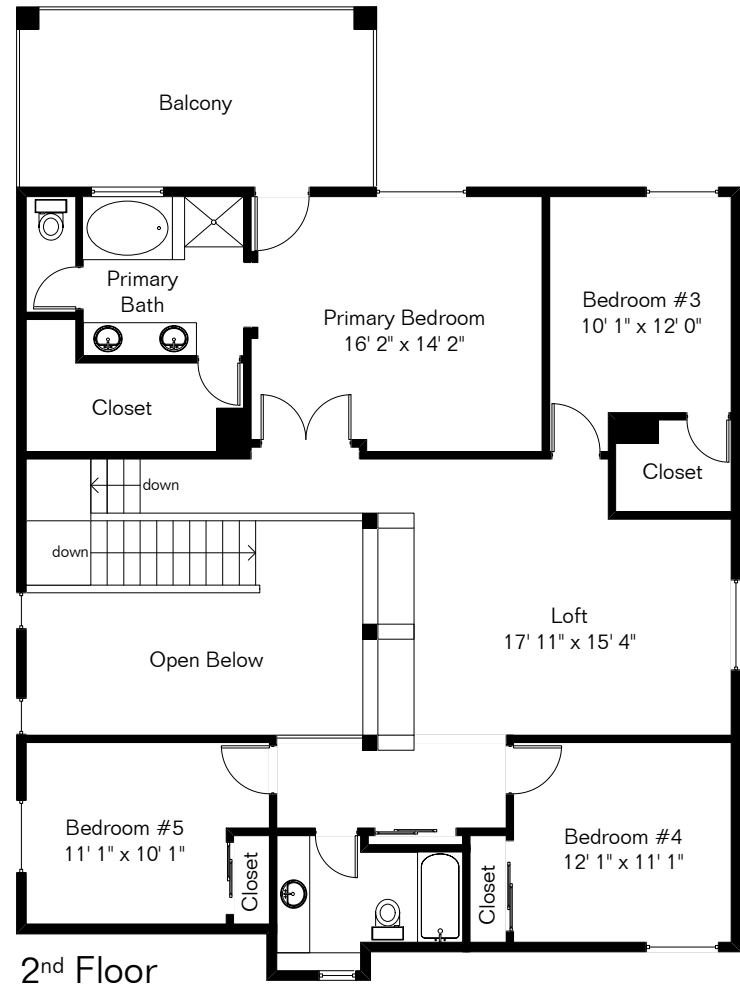 Balcony
Primary
Bath
Primary Bedroom
16' 2" x 14' 2"
Bedroom #3
10' 1" x 12' 0"
Closet
Closet
down
down
Loft
17' 11" x 15' 4"
Open Below
Bedroom #5
11' 1" x 10' 1"
Closet
Closet
Bedroom #4
12' 1" x 11' 1"
2nd Floor